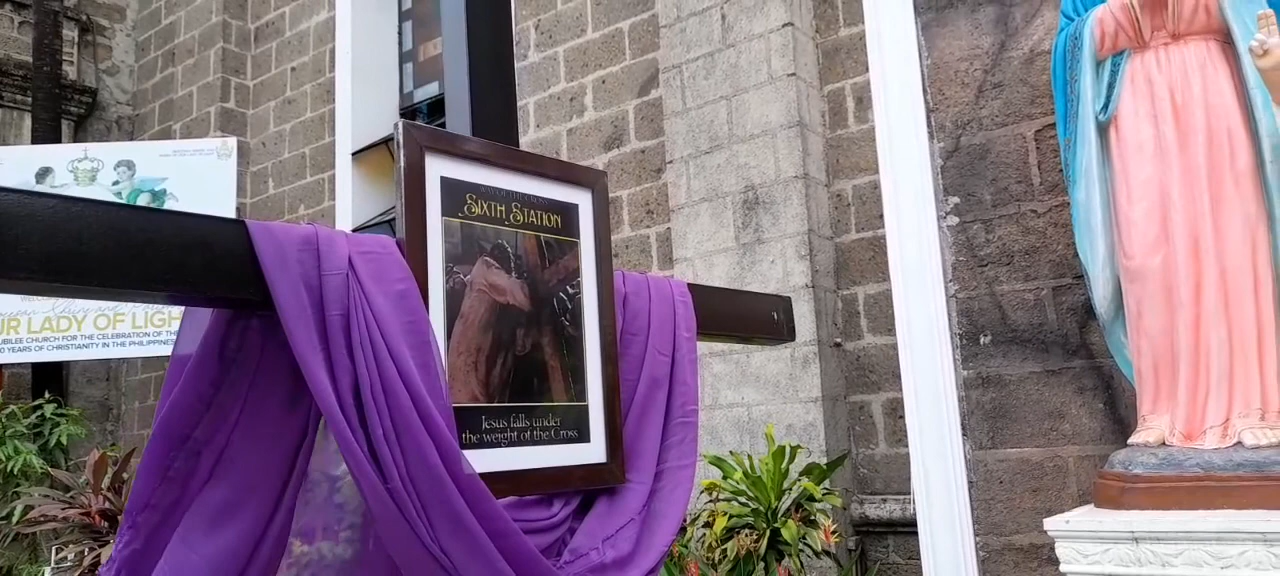 WAY OF THE CROSS
SIXTH STATION
Jesus falls under
the weight of the Cross
UR LADY OF LIGH
UBILEE CHURCH FOR THE CELEBRATION OF THE
0 YEARS OF CHRISTIANITY IN THE PHILIPPINES